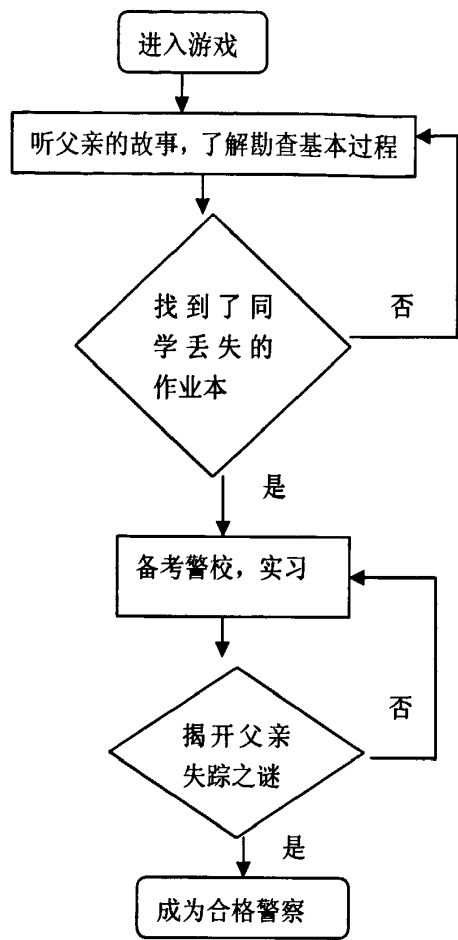 进入游戏
听父亲的故事，了解勘查基本过程
找到了同
学丢失的
作业本
否
是
备考警校，实习
揭开父亲
失踪之谜
否
是
成为合格警察